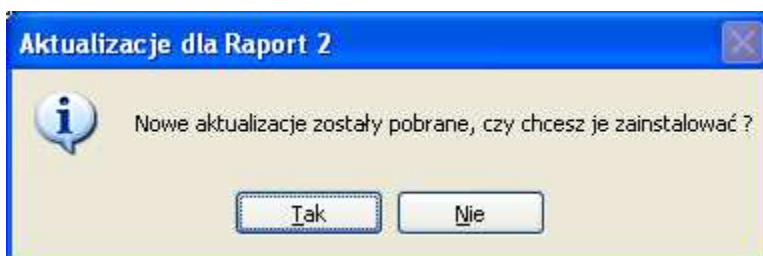 Aktualizacje dla Raport 2
Nowe aktualizacje zostały pobrane, czy chcesz je zainstalować ?
Tak
Nie